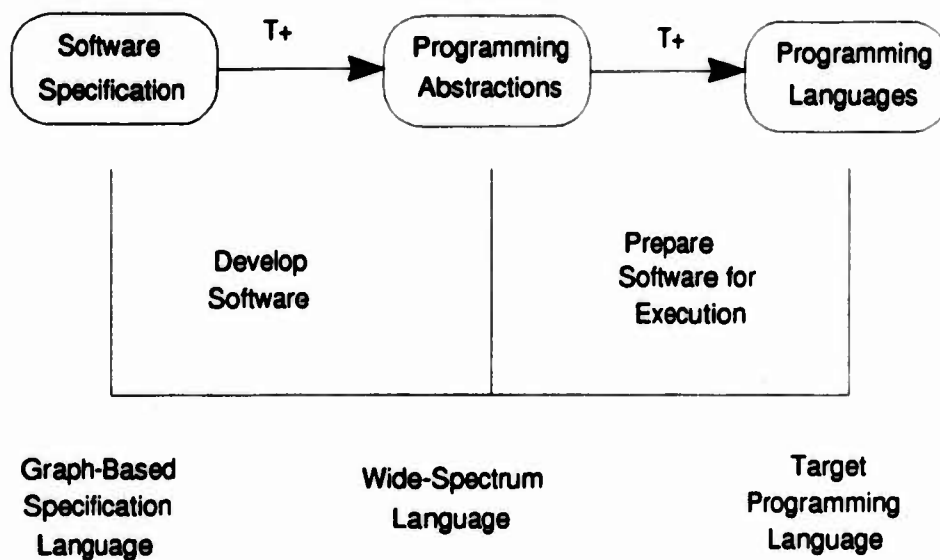 Software
Specification
T+
Programming
Abstractions
T+
Programming
Languages
Develop
Software
Prepare
Software for
Execution
Graph-Based
Specification
Language
Wide-Spectrum
Language
Target
Programming
Language